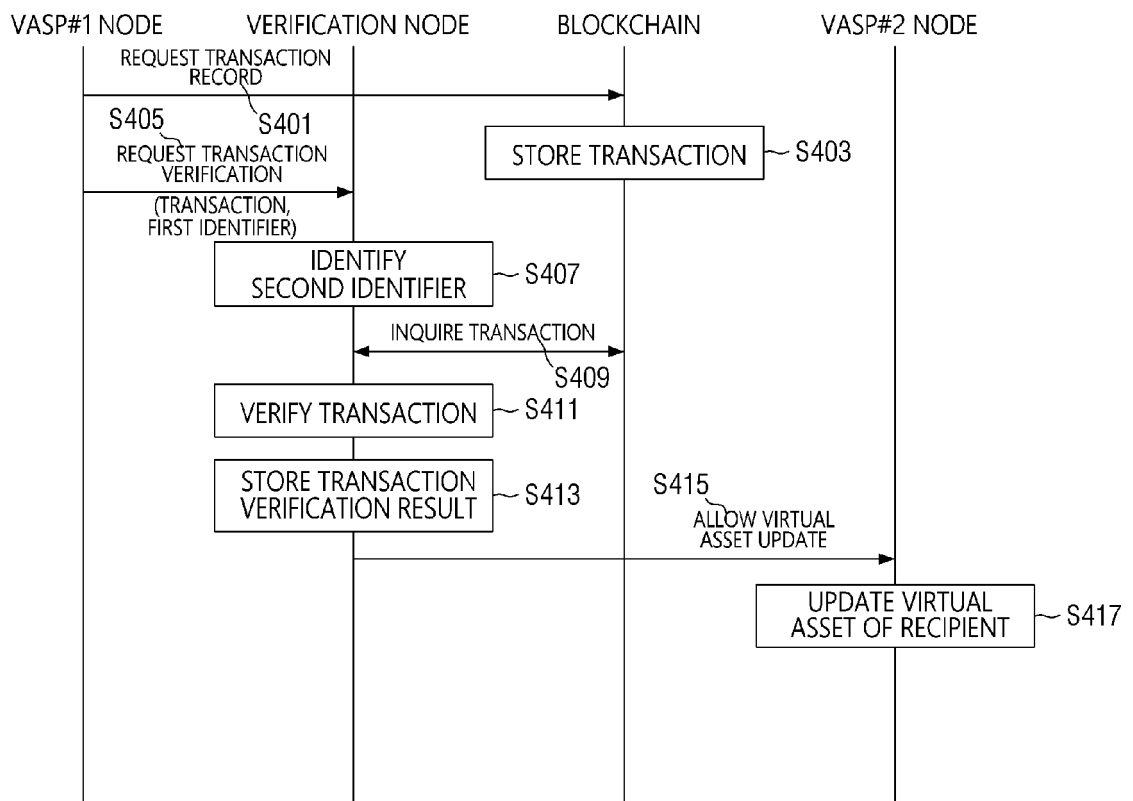 VASP#1 NODE
VERIFICATION NODE
BLOCKCHAIN
VASP#2 NODE
REQUEST TRANSACTION
RECORD
S401
STORE TRANSACTION
S403
S405
REQUEST TRANSACTION
VERIFICATION
(TRANSACTION,
FIRST IDENTIFIER)
IDENTIFY
SECOND IDENTIFIER
S407
INQUIRE TRANSACTION
S409
VERIFY TRANSACTION
S411
STORE TRANSACTION
VERIFICATION RESULT
S413
S415
ALLOW VIRTUAL
ASSET UPDATE
UPDATE VIRTUAL
ASSET OF RECIPIENT
S417